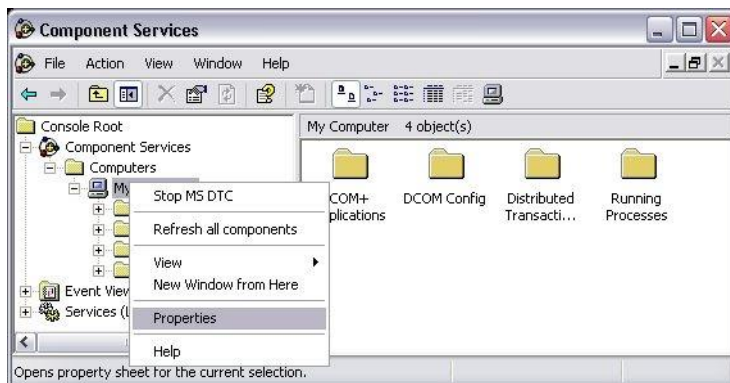 Component Services
File Action View Window Help
Console Root
Component Services
Computers
My
Event View
Services (L
My Computer 4 object(s)
COM+
plications
DCOM Config
Distributed
Transacti...
Running
Processes
Stop MS DTC
Refresh all components
View
New Window from Here
Properties
Help
Opens property sheet for the current selection.